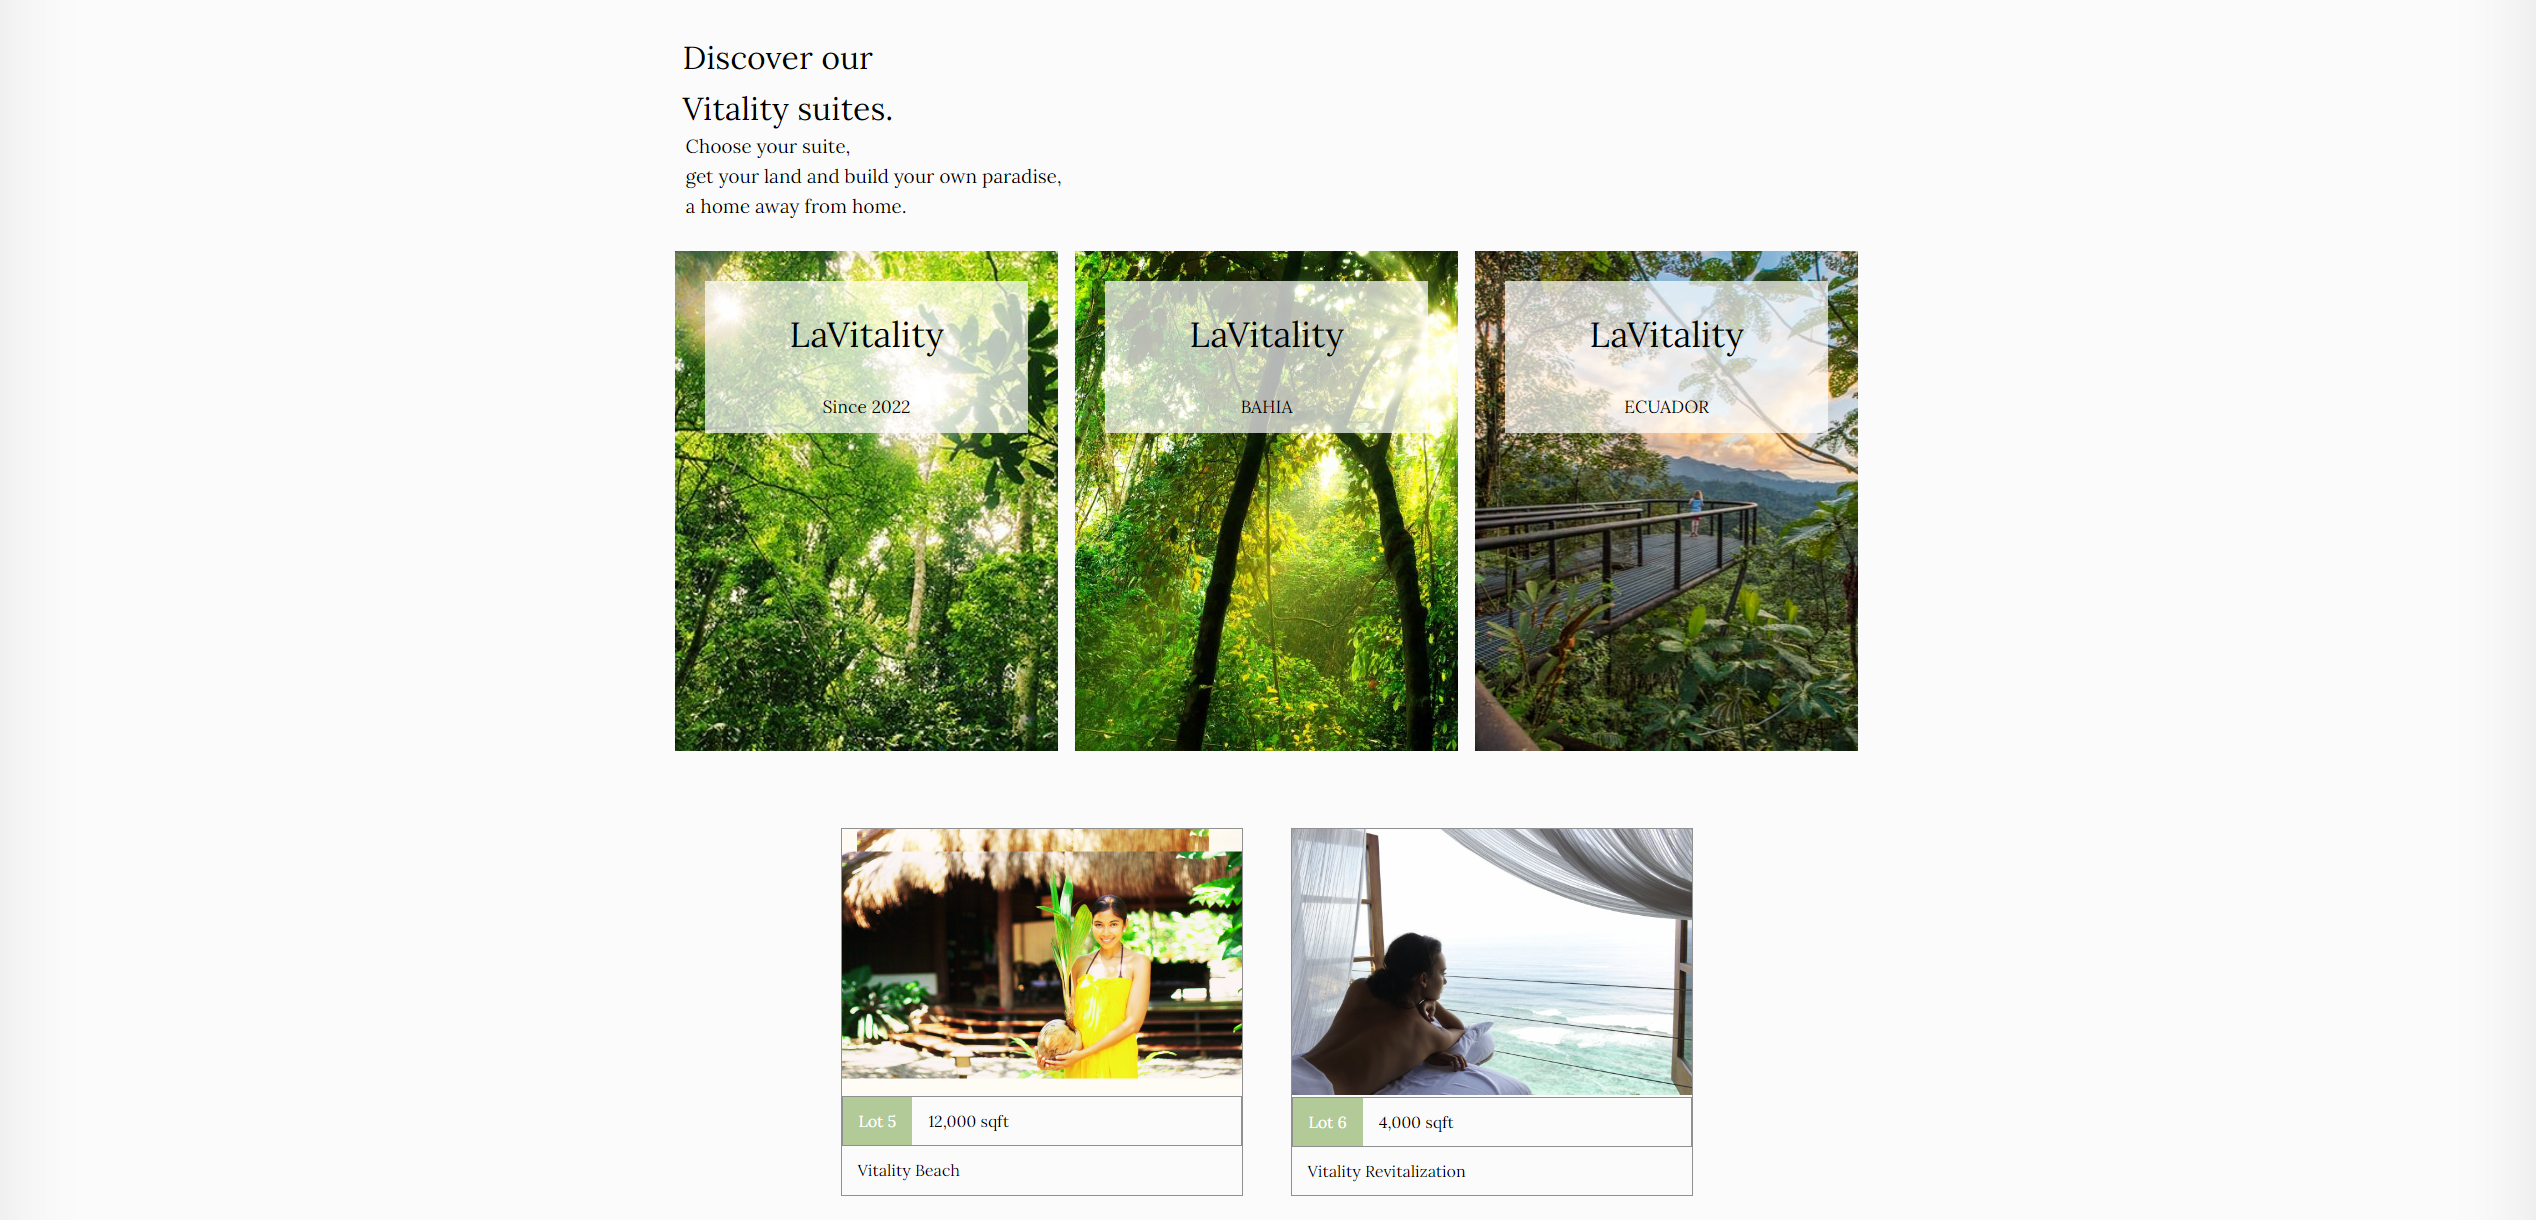 Discover our
Vitality suites.
Choose your suite,
get your land and build your own paradise,
a home away from home.
LaVitality
Since 2022
LaVitality
BAHIA
LaVitality
ECUADOR
Lot 5
12,000 sqft
Vitality Beach
Lot 6
4,000 sqft
Vitality Revitalization